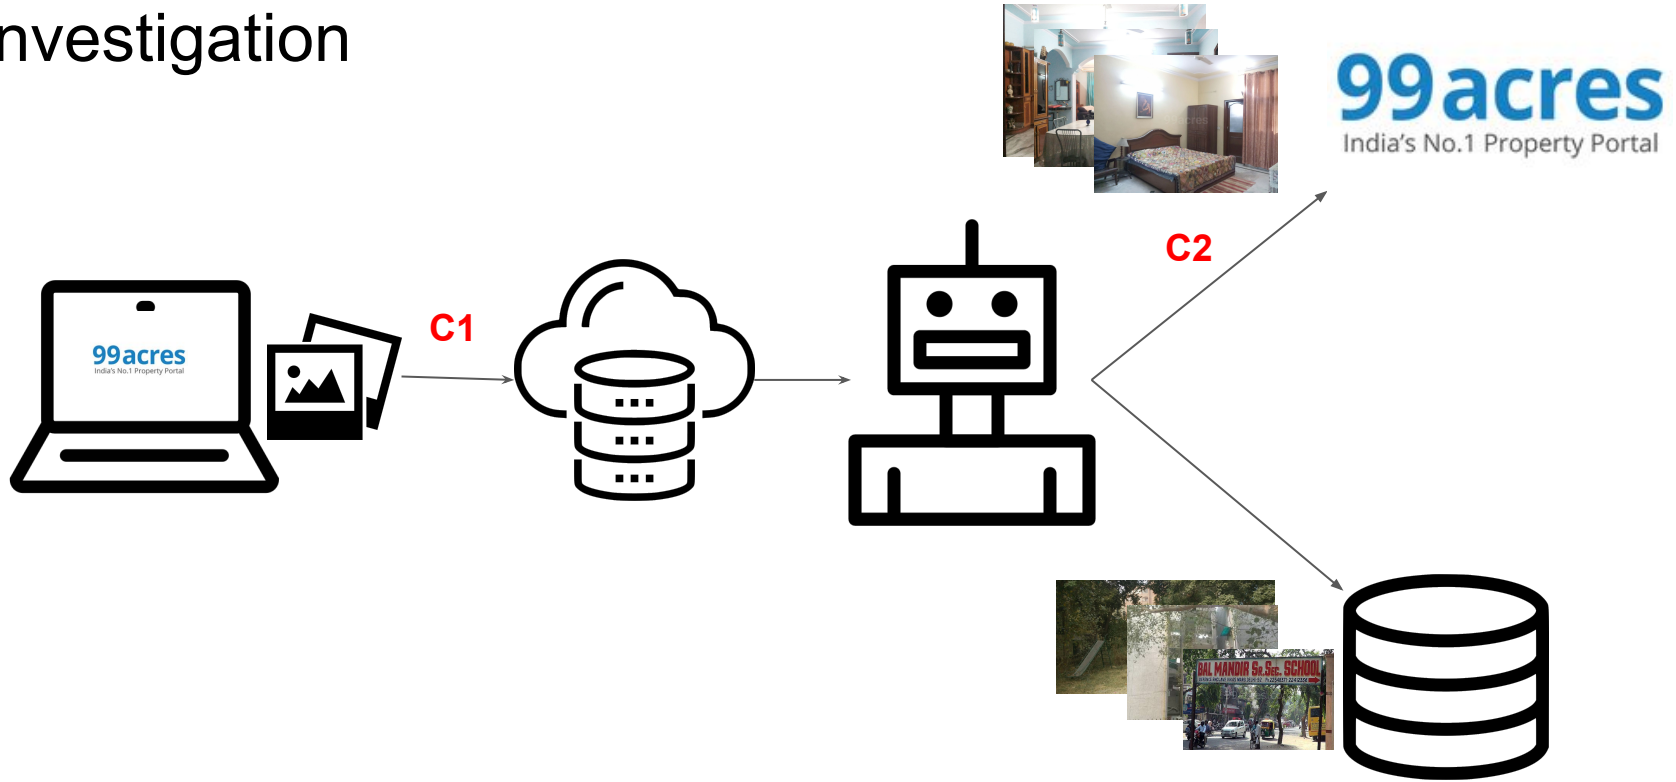 nvestigation
99acres
India's No.1 Property Portal
C2
C1
99acres
India's No.1 Property Portal
BAL MANDIR SR. SEC. SCHOOL